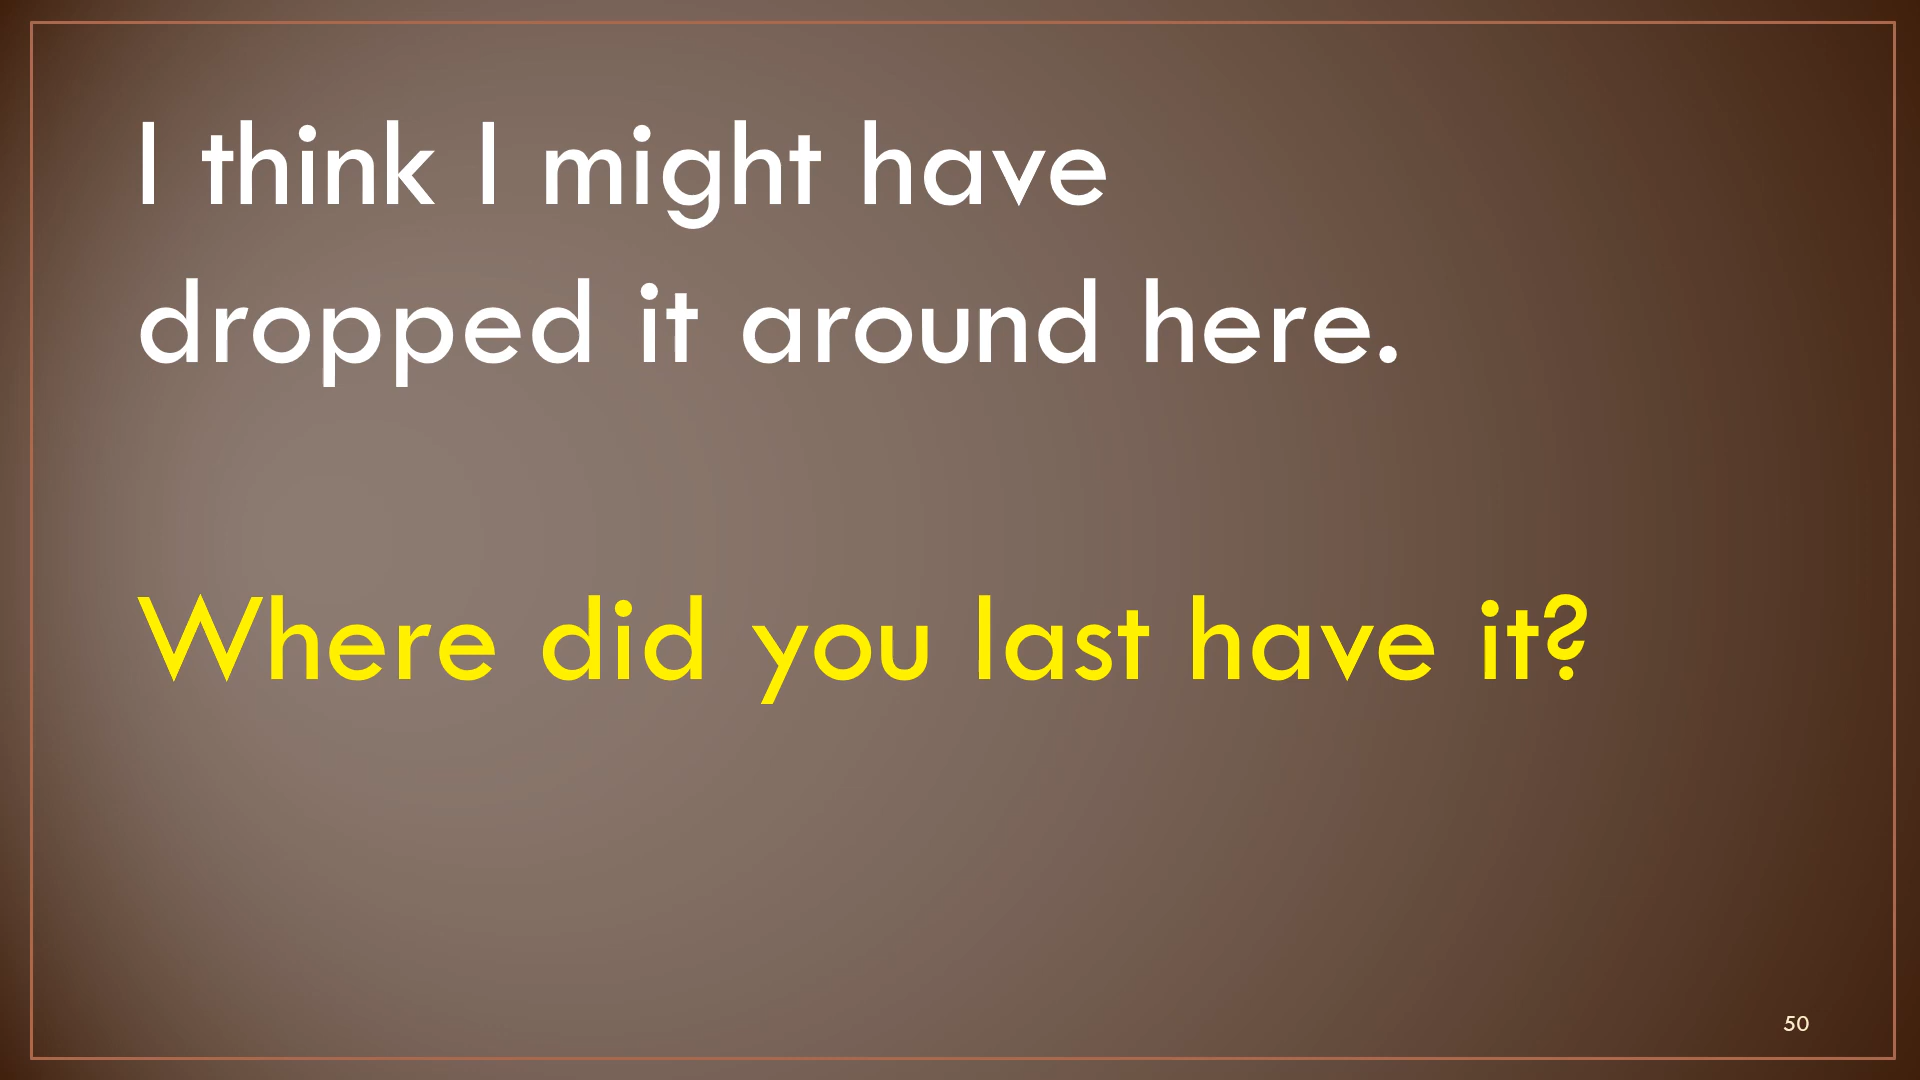 I think I might have
dropped it around here.
Where did you last have it?
50